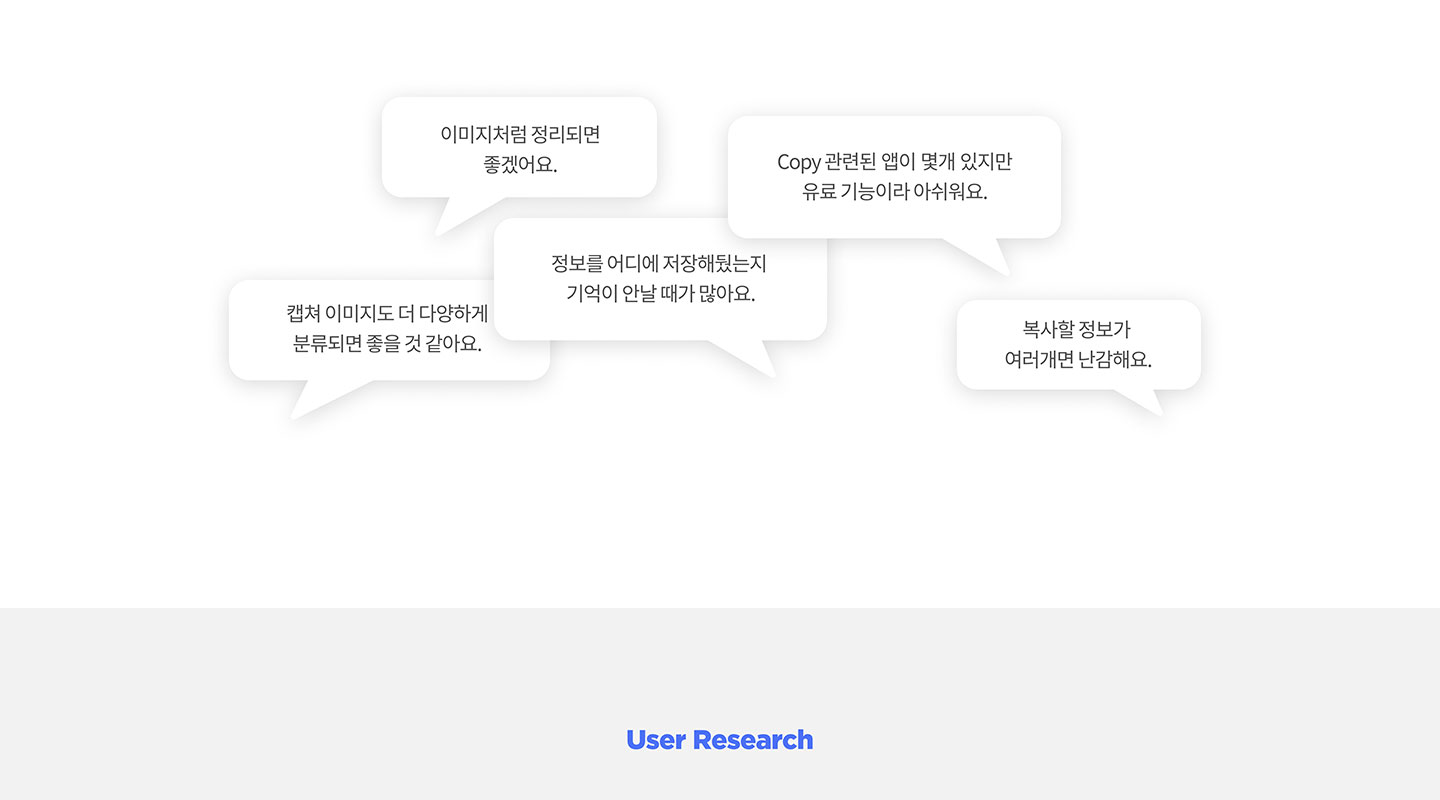 이미지처럼 정리되면
좋겠어요.
Copy 관련된 앱이 몇개 있지만
유료 기능이라 아쉬워요.
정보를 어디에 저장해뒀는지
기억이 안날 때가 많아요.
캡쳐 이미지도 더 다양하게
분류되면 좋을 것 같아요.
복사할 정보가
여러개면 난감해요.
User Research